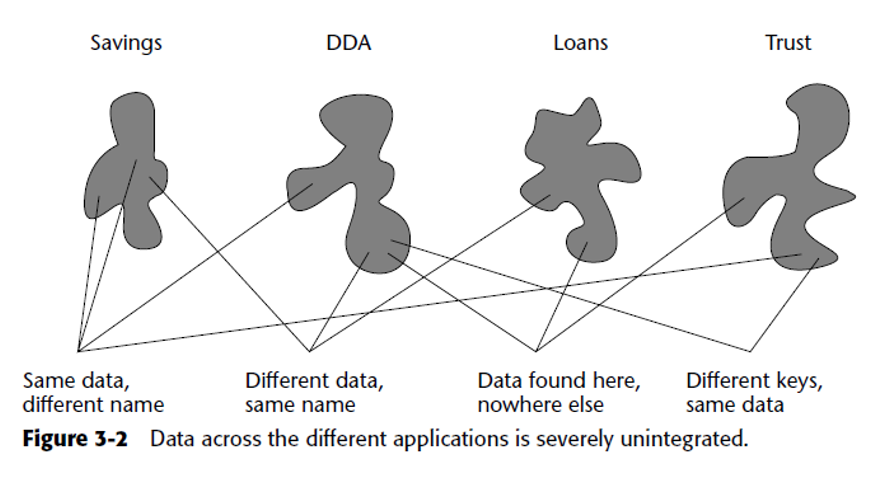 Savings DDA Loans Trust
Same data, Different data, Data found here, Different keys,
different name same name nowhere else same data
Figure 3-2 Data across the different applications is severely unintegrated.